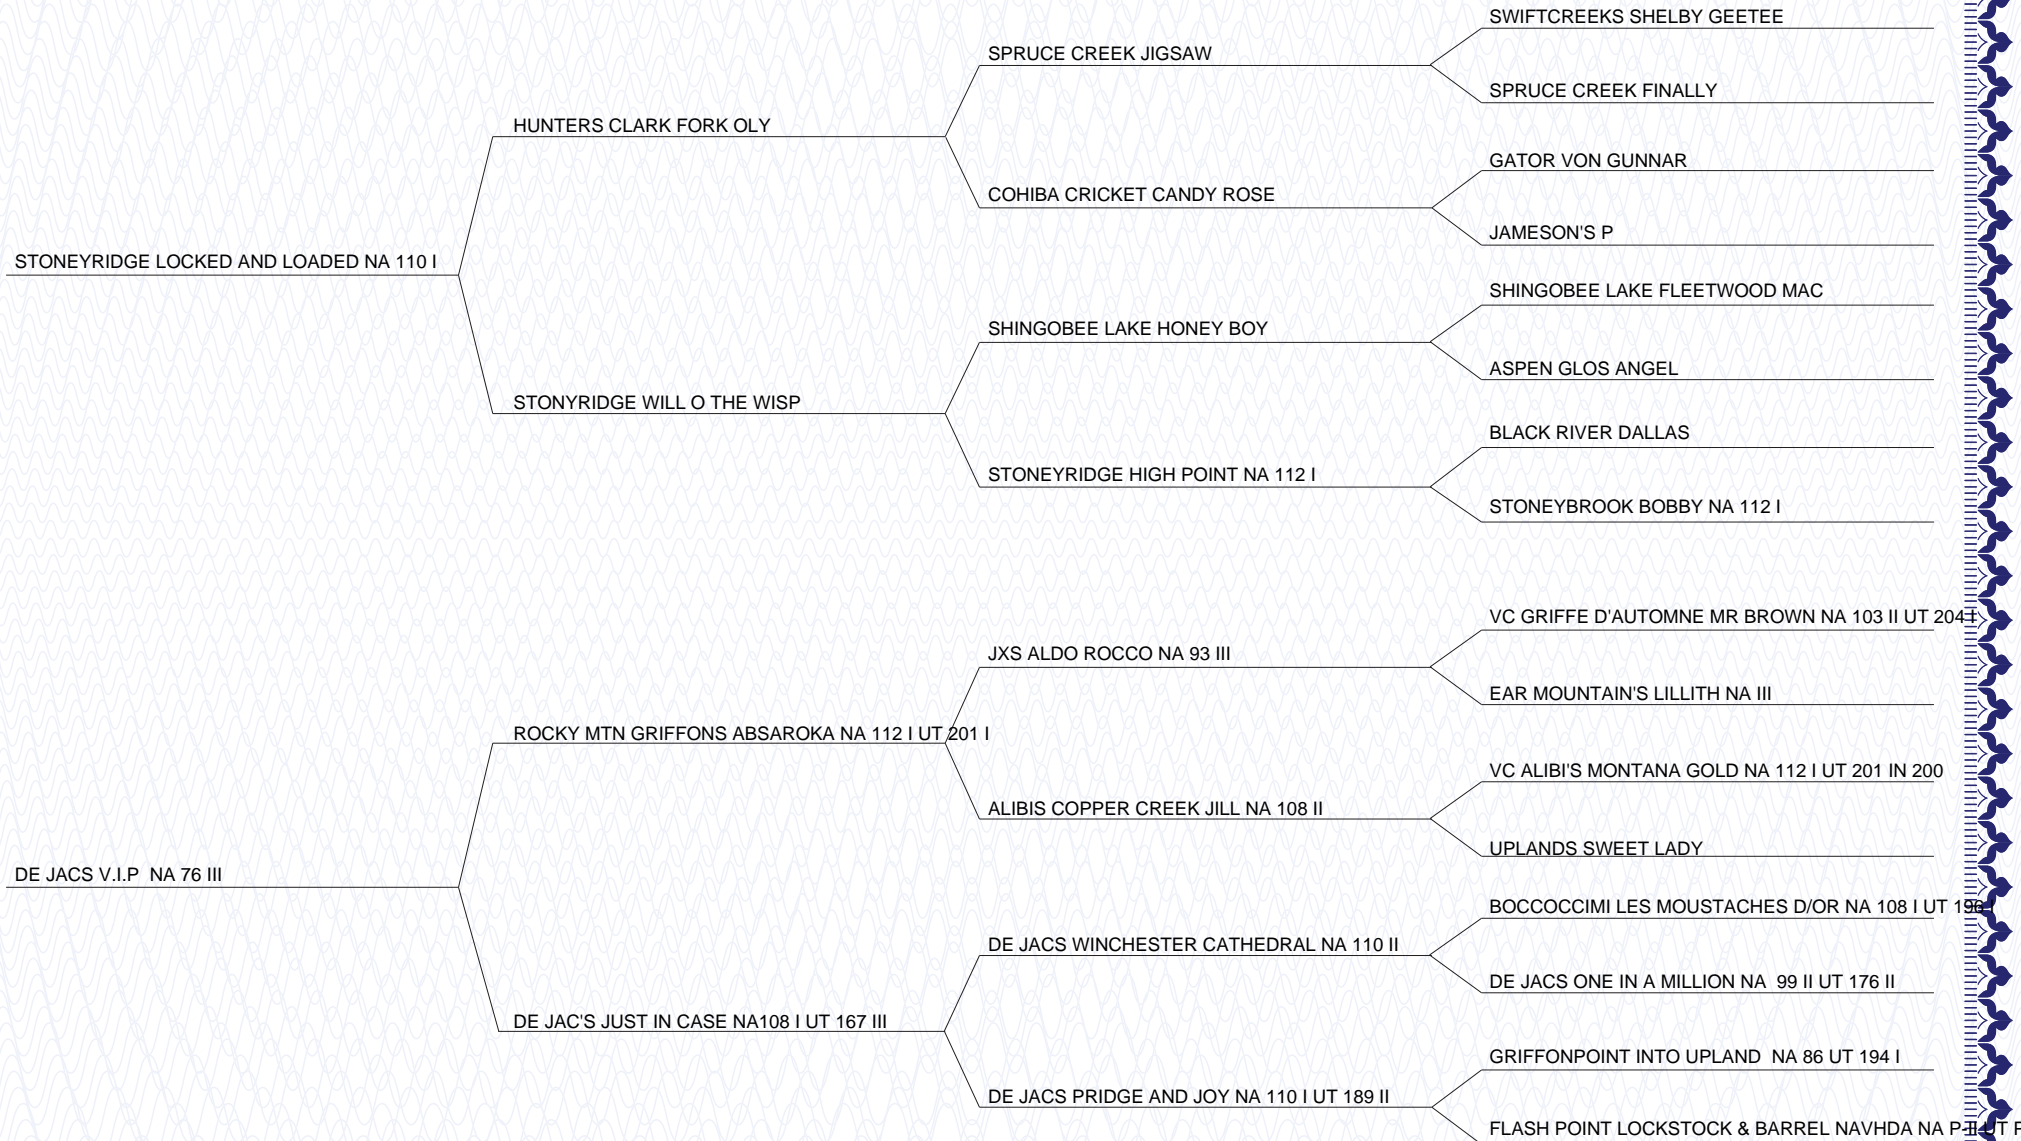 SWIFTCREEKS SHELBY GEETEE
SPRUCE CREEK JIGSAW
SPRUCE CREEK FINALLY
HUNTERS CLARK FORK OLY
GATOR VON GUNNAR
COHIBA CRICKET CANDY ROSE
JAMESON'S P
STONEYRIDGE LOCKED AND LOADED NA 110 I
SHINGOBEE LAKE FLEETWOOD MAC
SHINGOBEE LAKE HONEY BOY
ASPEN GLOS ANGEL
STONYRIDGE WILL O THE WISP
BLACK RIVER DALLAS
STONEYRIDGE HIGH POINT NA 112 I
STONEYBROOK BOBBY NA 112 I
VC GRIFFE D'AUTOMNE MR BROWN NA 103 II UT 204 I
JXS ALDO ROCCO NA 93 III
EAR MOUNTAIN'S LILLITH NA III
ROCKY MTN GRIFFONS ABSAROKA NA 112 I UT 201 I
VC ALIBI'S MONTANA GOLD NA 112 I UT 201 IN 200
ALIBIS COPPER CREEK JILL NA 108 II
UPLANDS SWEET LADY
DE JACS V.I.P NA 76 III
BOCCOCCIMI LES MOUSTACHES D/OR NA 108 I UT 196 I
DE JACS WINCHESTER CATHEDRAL NA 110 II
DE JACS ONE IN A MILLION NA 99 II UT 176 II
DE JAC'S JUST IN CASE NA108 I UT 167 III
GRIFFONPOINT INTO UPLAND NA 86 UT 194 I
DE JACS PRIDGE AND JOY NA 110 I UT 189 II
FLASH POINT LOCKSTOCK & BARREL NAVHDA NA P-II UT